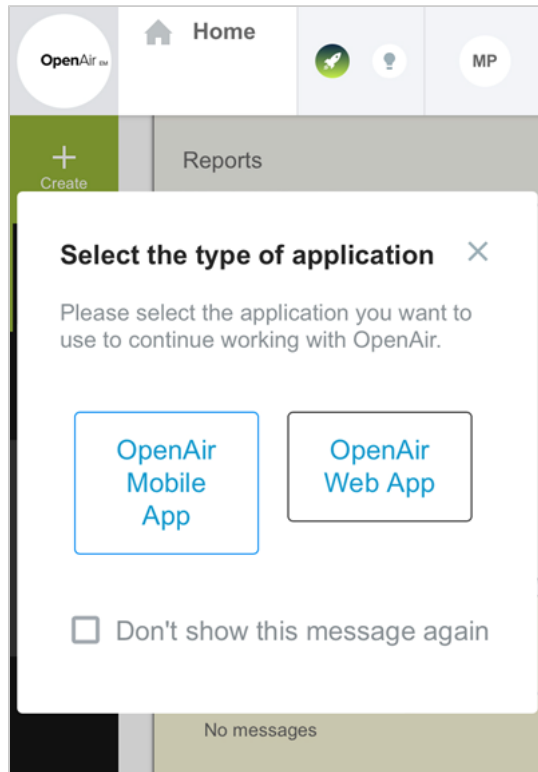 OpenAir SM
Home
MP
Create
Reports
Select the type of application
Please select the application you want to
use to continue working with OpenAir.
OpenAir
Mobile
App
OpenAir
Web App
Don't show this message again
No messages